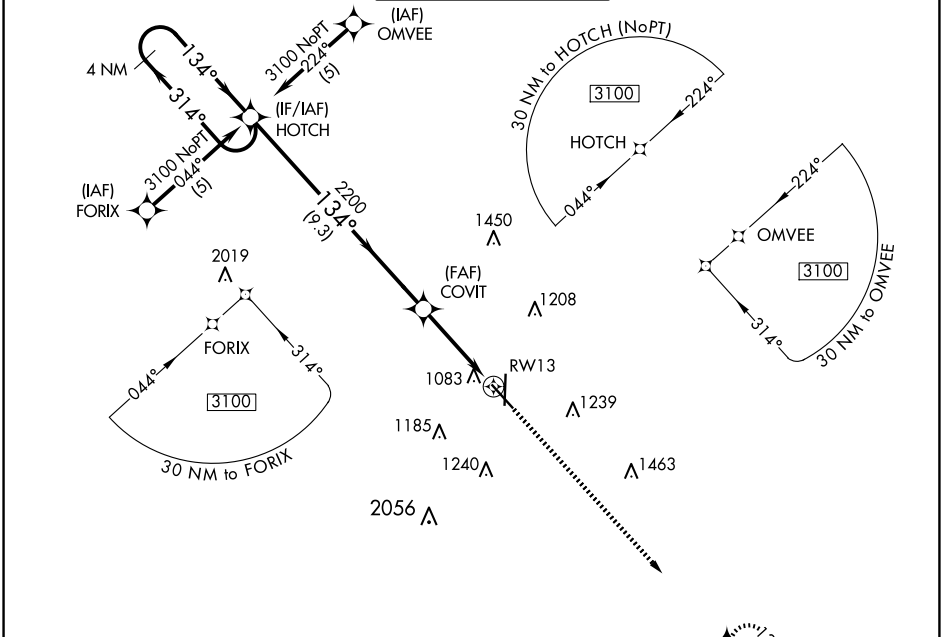 (IAF)
OMVEE
3100 NoPT
224°
(5)
134°
4 NM
314°
(IF/IAF)
HOTCH
3100 NoPT
044°
(5)
(IAF)
FORIX
2200
134°
(9.3)
30 NM to HOTCH (NoPT)
3100
224°
HOTCH
044°
224°
OMVEE
3100
314°
30 NM to OMVEE
1450
2019
(FAF)
COVIT
1208
FORIX
314°
044°
3100
30 NM to FORIX
RW13
1083
1239
1185
1240
1463
2056